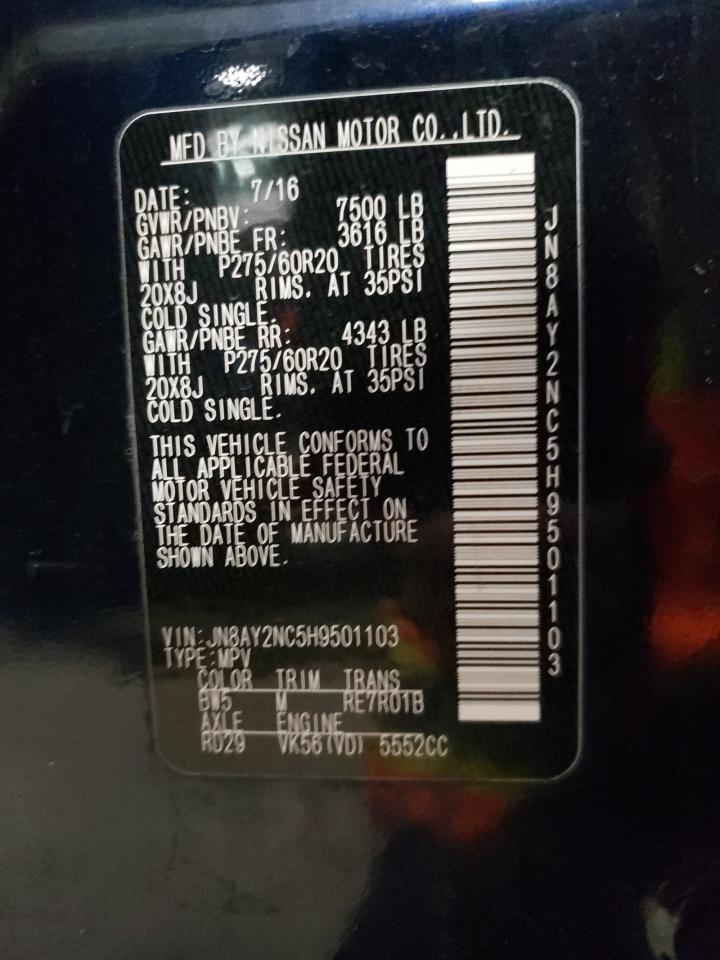 MFD BY NISSAN MOTOR CO.,LTD.
DATE: 7/16
GVWR/PNBV: 7500 LB
GAWR/PNBE FR: 3616 LB
WITH P275/60R20 TIRES
20X8J RIMS. AT 35PSI
COLD SINGLE.
GAWR/PNBE RR: 4343 LB
WITH P275/60R20 TIRES
20X8J RIMS. AT 35PSI
COLD SINGLE.
THIS VEHICLE CONFORMS TO
ALL APPLICABLE FEDERAL
MOTOR VEHICLE SAFETY
STANDARDS IN EFFECT ON
THE DATE OF MANUFACTURE
SHOWN ABOVE.
VIN:JN8AY2NC5H9501103
TYPE:MPV
COLOR TRIM TRANS
BW5 M RE7R01B
AXLE ENGINE
RD29 VK56(VD) 5552CC
JN8AY2NC5H9501103